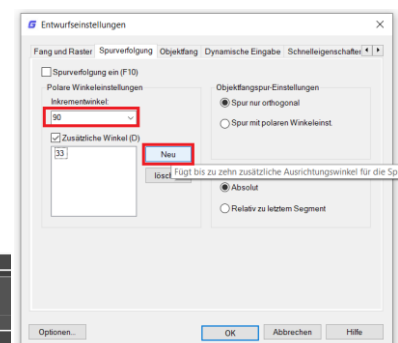 Entwurfseinstellungen
Fang und Raster Spurverfolgung Objektfang Dynamische Eingabe Schnelleigenschaften
Spurverfolgung ein (F10)
Polare Winkeleinstellungen
Inkrementwinkel:
90
Zusätzliche Winkel (D)
33
Neu
Objektfangspur-Einstellungen
Spur nur orthogonal
Spur mit polaren Winkeleinst.
Fügt bis zu zehn zusätzliche Ausrichtungswinkel für die Sp
Absolut
Relativ zu letztem Segment
Optionen... OK Abbrechen Hilfe